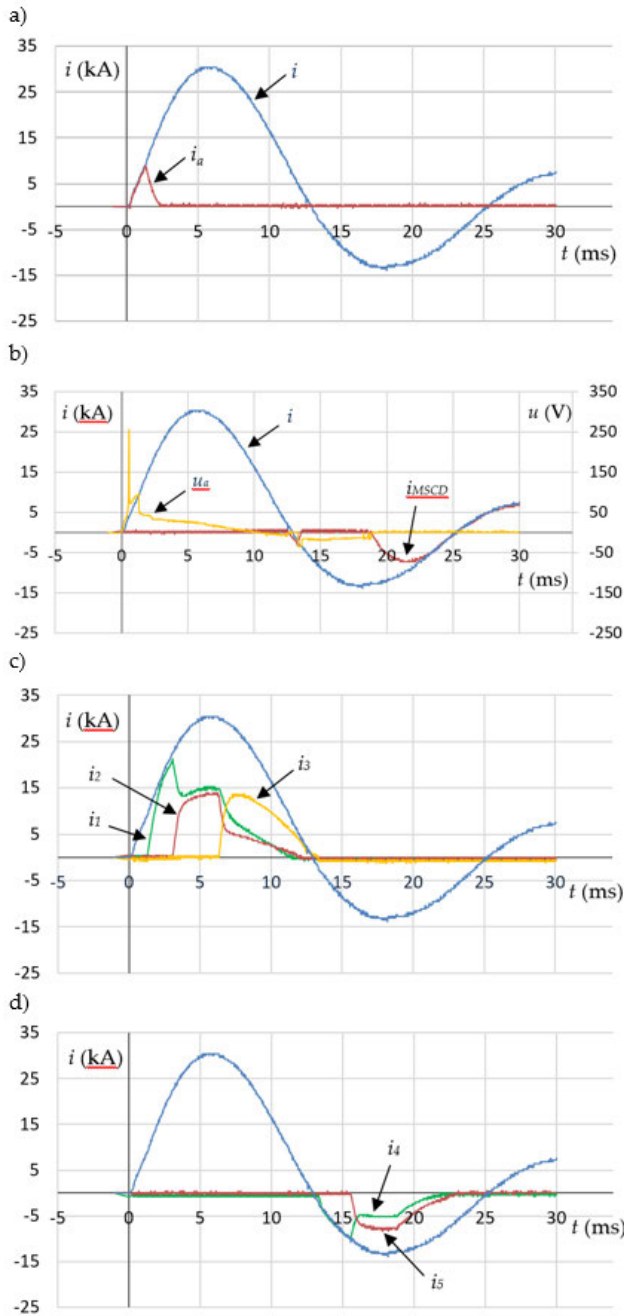 a)
35
i (kA)
i
25
15
iₐ
5
-5 0 5 10 15 20 25 30
-5
t (ms)
-15
-25
b)
35 350
i (kA) i u (V)
25 250
15 uₐ 150
i_MSCD
5 50
-5 0 5 10 15 20 25 30
-5 -50
t (ms)
-15 -150
-25 -250
c)
35
i (kA)
25
i₂ i₃
15
i₁
5
-5 0 5 10 15 20 25 30
-5
t (ms)
-15
-25
d)
35
i (kA)
25
15
i₄
5
-5 0 5 10 15 20 25 30
-5
t (ms)
-15
i₅
-25